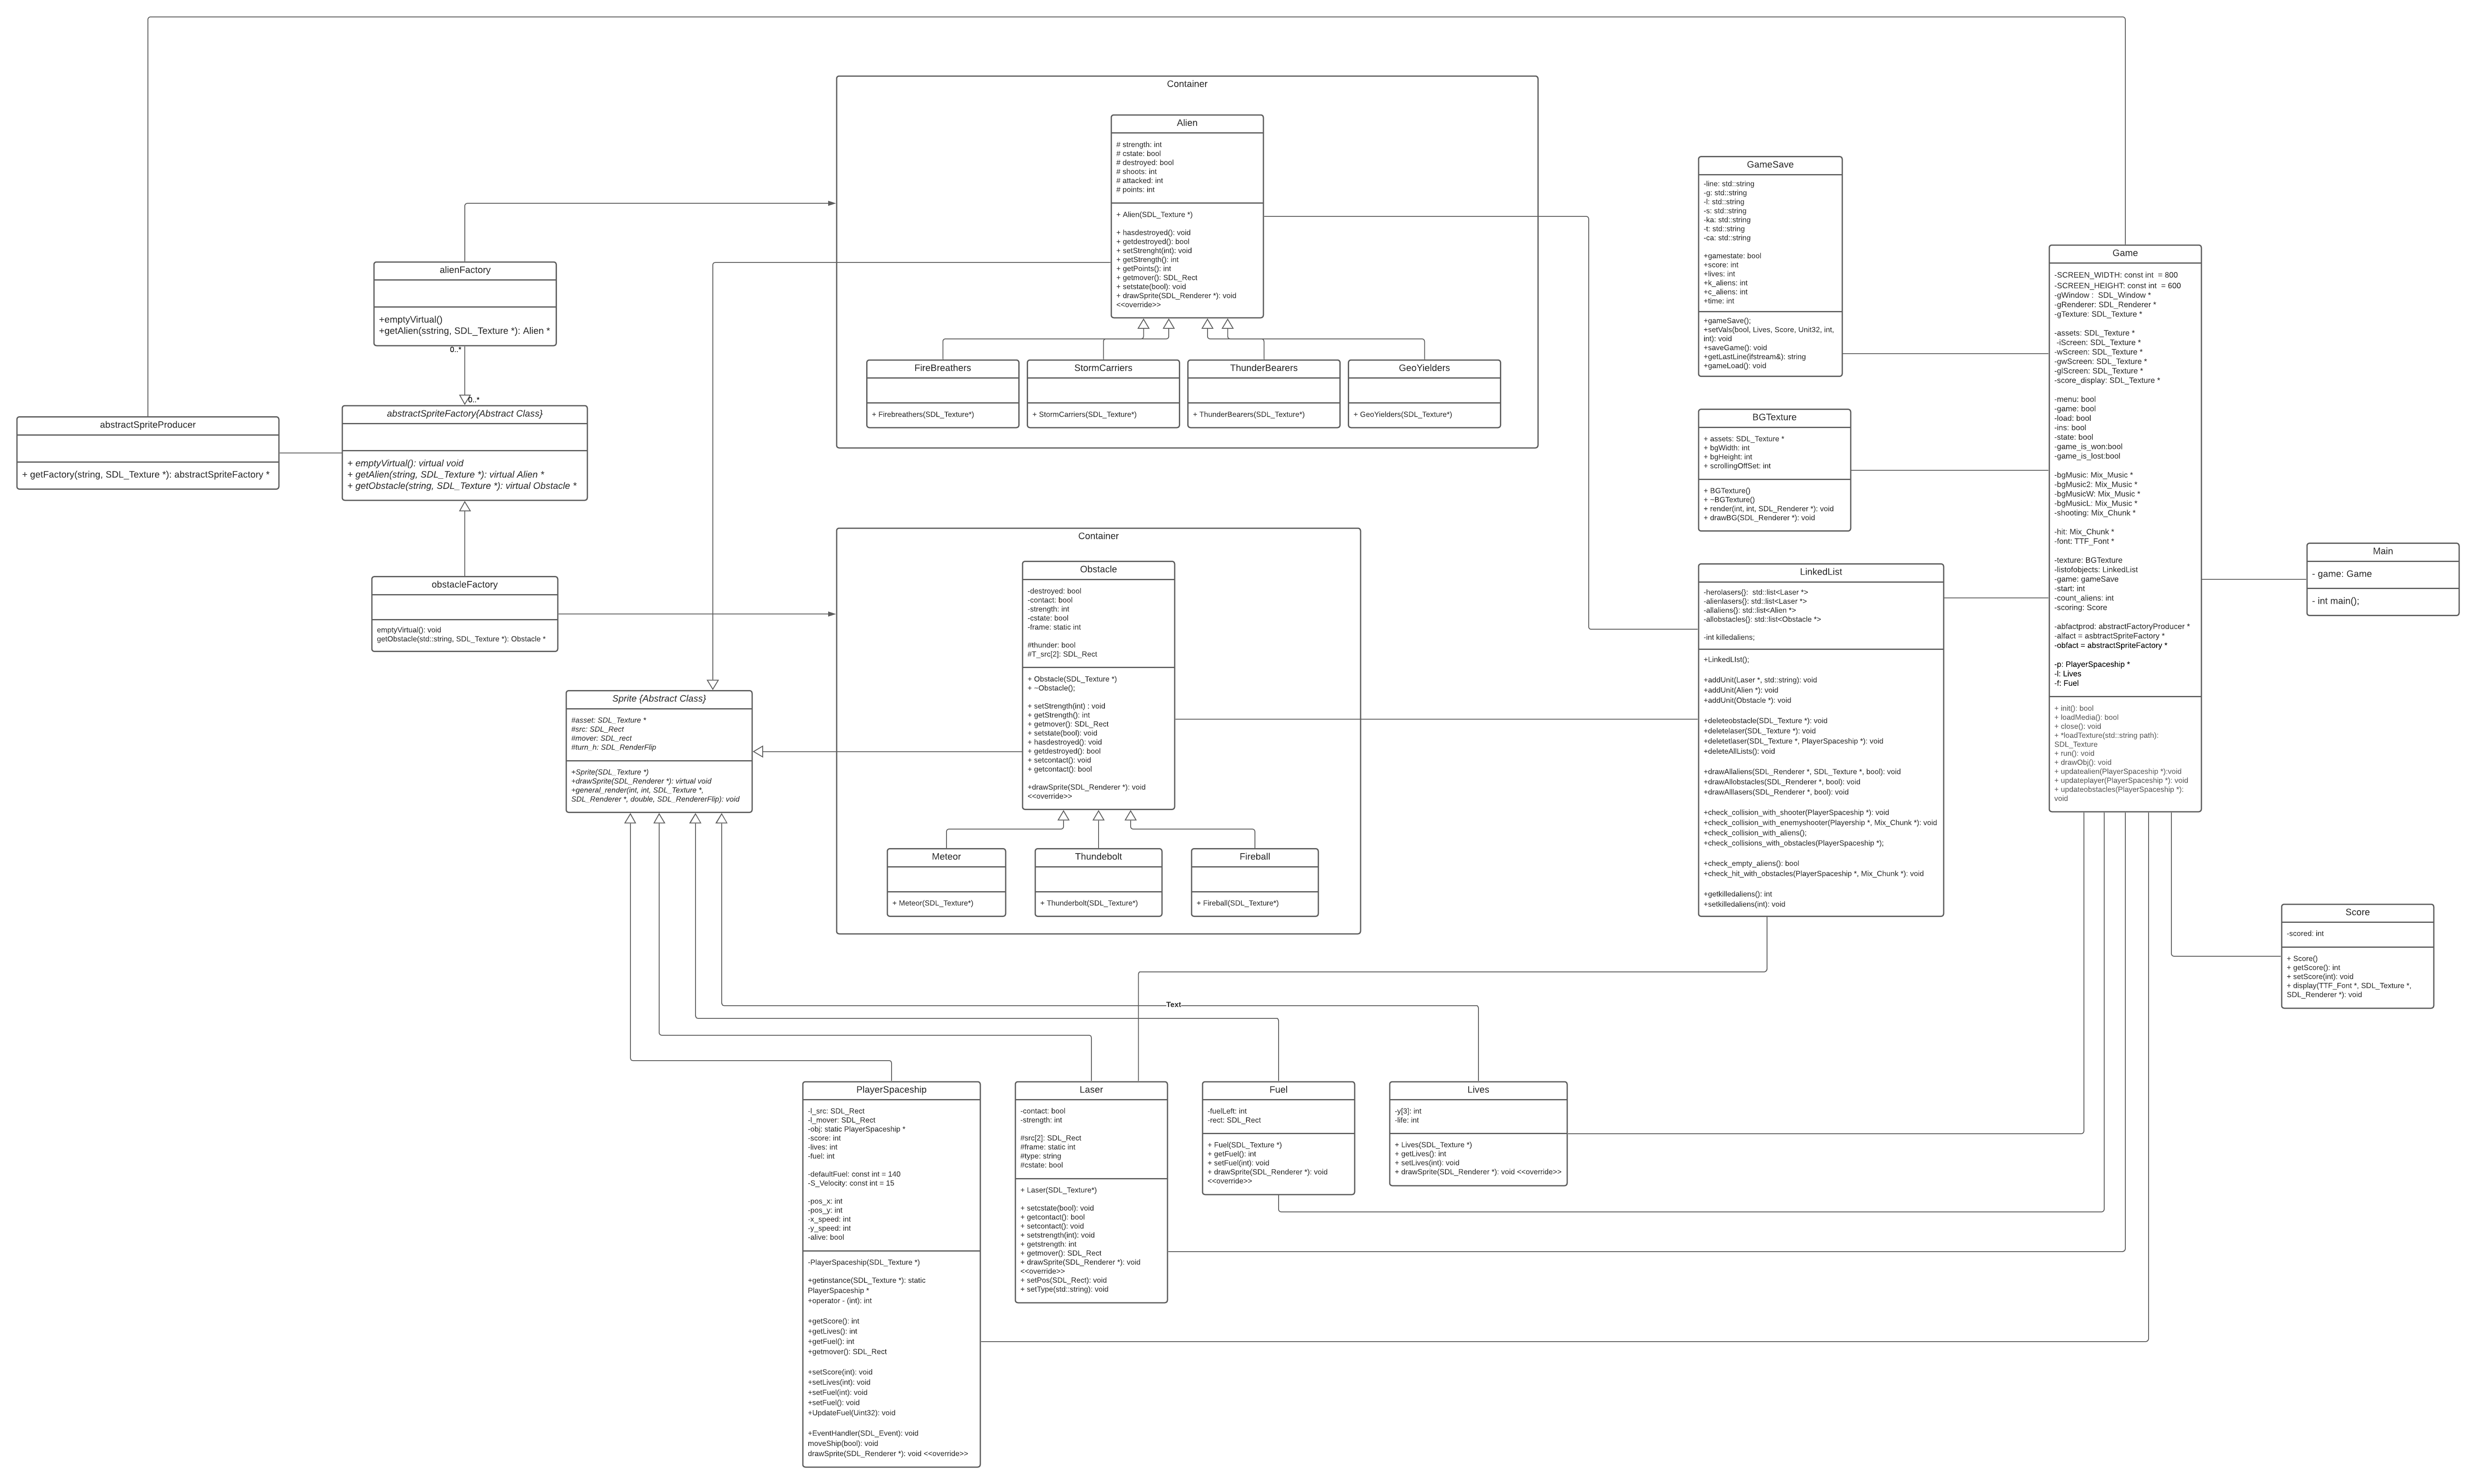 Container
Alien
# strength: int
# cstate: bool
# destroyed: bool
# shoots: int
# attacked: int
# points: int
+ Alien(SDL_Texture *)
+ hasdestroyed(): void
+ getdestroyed(): bool
+ setStrenght(int): void
+ getStrength(): int
+ getPoints(): int
+ getmover(): SDL_Rect
+ setstate(bool): void
+ drawSprite(SDL_Renderer *): void
<<override>>
FireBreathers
+ Firebreathers(SDL_Texture*)
StormCarriers
+ StormCarriers(SDL_Texture*)
ThunderBearers
+ ThunderBearers(SDL_Texture*)
GeoYielders
+ GeoYielders(SDL_Texture*)
alienFactory
+emptyVirtual()
+getAlien(sstring, SDL_Texture *): Alien *
0..*
0..*
abstractSpriteFactory{Abstract Class}
+ emptyVirtual(): virtual void
+ getAlien(string, SDL_Texture *): virtual Alien *
+ getObstacle(string, SDL_Texture *): virtual Obstacle *
abstractSpriteProducer
+ getFactory(string, SDL_Texture *): abstractSpriteFactory *
obstacleFactory
emptyVirtual(): void
getObstacle(std::string, SDL_Texture *): Obstacle *
Sprite {Abstract Class}
#asset: SDL_Texture *
#src: SDL_Rect
#mover: SDL_rect
#turn_h: SDL_RenderFlip
+Sprite(SDL_Texture *)
+drawSprite(SDL_Renderer *): virtual void
+general_render(int, int, SDL_Texture *,
SDL_Renderer *, double, SDL_RendererFlip): void
Container
Obstacle
-destroyed: bool
-contact: bool
-strength: int
-cstate: bool
-frame: static int
#thunder: bool
#T_src[2]: SDL_Rect
+ Obstacle(SDL_Texture *)
+ ~Obstacle();
+ setStrength(int) : void
+ getStrength(): int
+ getmover(): SDL_Rect
+ setstate(bool): void
+ hasdestroyed(): void
+ getdestroyed(): bool
+ setcontact(): void
+ getcontact(): bool
+drawSprite(SDL_Renderer *): void
<<override>>
Meteor
+ Meteor(SDL_Texture*)
Thundebolt
+ Thunderbolt(SDL_Texture*)
Fireball
+ Fireball(SDL_Texture*)
GameSave
-line: std::string
-g: std::string
-l: std::string
-s: std::string
-ka: std::string
-t: std::string
-ca: std::string
+gamestate: bool
+score: int
+lives: int
+k_aliens: int
+c_aliens: int
+time: int
+gameSave();
+setVals(bool, Lives, Score, Unit32, int,
int): void
+saveGame(): void
+getLastLine(ifstream&): string
+gameLoad(): void
BGTexture
+ assets: SDL_Texture *
+ bgWidth: int
+ bgHeight: int
+ scrollingOffSet: int
+ BGTexture()
+ ~BGTexture()
+ render(int, int, SDL_Renderer *): void
+ drawBG(SDL_Renderer *): void
LinkedList
-herolasers{}:  std::list<Laser *>
-alienlasers{}: std::list<Laser *>
-allaliens{}: std::list<Alien *>
-allobstacles{}: std::list<Obstacle *>
-int killedaliens;
+LinkedLIst();
+addUnit(Laser *, std::string): void
+addUnit(Alien *): void
+addUnit(Obstacle *): void
+deleteobstacle(SDL_Texture *): void
+deletelaser(SDL_Texture *): void
+deletetlaser(SDL_Texture *, PlayerSpaceship *): void
+deleteAllLists(): void
+drawAllaliens(SDL_Renderer *, SDL_Texture *, bool): void
+drawAllobstacles(SDL_Renderer *, bool): void
+drawAlllasers(SDL_Renderer *, bool): void
+check_collision_with_shooter(PlayerSpaceship *): void
+check_collision_with_enemyshooter(Playership *, Mix_Chunk *): void
+check_collision_with_aliens();
+check_collisions_with_obstacles(PlayerSpaceship *);
+check_empty_aliens(): bool
+check_hit_with_obstacles(PlayerSpaceship *, Mix_Chunk *): void
+getkilledaliens(): int
+setkilledaliens(int): void
Game
-SCREEN_WIDTH: const int  = 800
-SCREEN_HEIGHT: const int  = 600
-gWindow :  SDL_Window *
-gRenderer: SDL_Renderer *
-gTexture: SDL_Texture *
-assets: SDL_Texture *
-iScreen: SDL_Texture *
-wScreen: SDL_Texture *
-gwScreen: SDL_Texture *
-glScreen: SDL_Texture *
-score_display: SDL_Texture *
-menu: bool
-game: bool
-load: bool
-ins: bool
-state: bool
-game_is_won:bool
-game_is_lost:bool
-bgMusic: Mix_Music *
-bgMusic2: Mix_Music *
-bgMusicW: Mix_Music *
-bgMusicL: Mix_Music *
-shooting: Mix_Chunk *
-hit: Mix_Chunk *
-font: TTF_Font *
-texture: BGTexture
-listofobjects: LinkedList
-game: gameSave
-start: int
-count_aliens: int
-scoring: Score
-abfactprod: abstractFactoryProducer *
-alfact = asbtractSpriteFactory *
-obfact = abstractSpriteFactory *
-p: PlayerSpaceship *
-l: Lives
-f: Fuel
+ init(): bool
+ loadMedia(): bool
+ close(): void
+ *loadTexture(std::string path):
SDL_Texture
+ run(): void
+ drawObj(): void
+ updatealien(PlayerSpaceship *):void
+ updateplayer(PlayerSpaceship *): void
+ updateobstacles(PlayerSpaceship *):
void
Main
- game: Game
- int main();
Score
-scored: int
+ Score()
+ getScore(): int
+ setScore(int): void
+ display(TTF_Font *, SDL_Texture *,
SDL_Renderer *): void
Text
PlayerSpaceship
-l_src: SDL_Rect
-l_mover: SDL_Rect
-obj: static PlayerSpaceship *
-score: int
-lives: int
-fuel: int
-defaultFuel: const int = 140
-S_Velocity: const int = 15
-pos_x: int
-pos_y: int
-x_speed: int
-y_speed: int
-alive: bool
-PlayerSpaceship(SDL_Texture *)
+getinstance(SDL_Texture *): static
PlayerSpaceship *
+operator - (int): int
+getScore(): int
+getLives(): int
+getFuel(): int
+getmover(): SDL_Rect
+setScore(int): void
+setLives(int): void
+setFuel(int): void
+setFuel(): void
+UpdateFuel(Uint32): void
+EventHandler(SDL_Event): void
moveShip(bool): void
drawSprite(SDL_Renderer *): void <<override>>
Laser
-contact: bool
-strength: int
#src[2]: SDL_Rect
#frame: static int
#type: string
#cstate: bool
+ Laser(SDL_Texture*)
+ setcstate(bool): void
+ getcontact(): bool
+ setcontact(): void
+ setstrength(int): void
+ getstrength: int
+ getmover(): SDL_Rect
+ drawSprite(SDL_Renderer *): void
<<override>>
+ setPos(SDL_Rect): void
+ setType(std::string): void
Fuel
-fuelLeft: int
-rect: SDL_Rect
+ Fuel(SDL_Texture *)
+ getFuel(): int
+ setFuel(int): void
+ drawSprite(SDL_Renderer *): void
<<override>>
Lives
-y[3]: int
-life: int
+ Lives(SDL_Texture *)
+ getLives(): int
+ setLives(int): void
+ drawSprite(SDL_Renderer *): void <<override>>